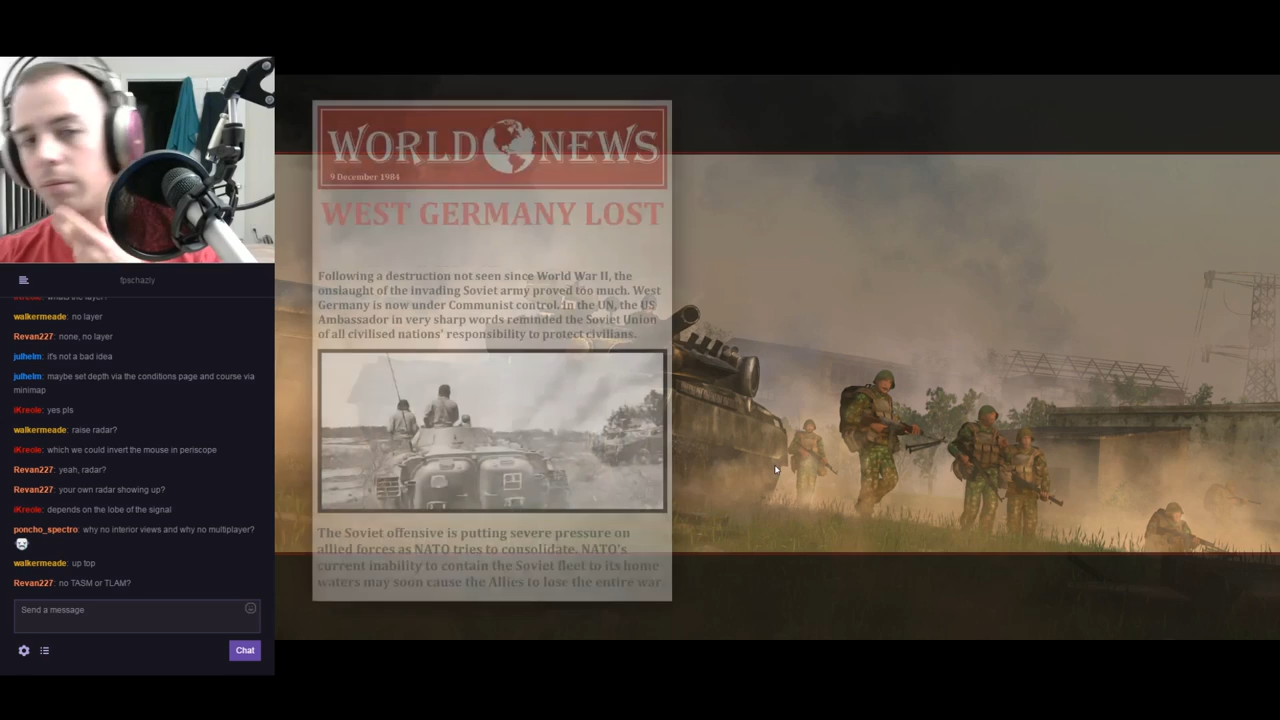 fpschazly
iKreole: whats the layer?
walkermeade: no layer
Revan227: none, no layer
julhelm: it's not a bad idea
julhelm: maybe set depth via the conditions page and course via
minimap
iKreole: yes pls
walkermeade: raise radar?
iKreole: which we could invert the mouse in periscope
Revan227: yeah, radar?
Revan227: your own radar showing up?
iKreole: depends on the lobe of the signal
poncho_spectro: why no interior views and why no multiplayer?
walkermeade: up top
Revan227: no TASM or TLAM?
Send a message
Chat
WORLD NEWS
9 December 1984
WEST GERMANY LOST
Following a destruction not seen since World War II, the
onslaught of the invading Soviet army proved too much. West
Germany is now under Communist control. In the UN, the US
Ambassador in very sharp words reminded the Soviet Union
of all civilised nations' responsibility to protect civilians.
The Soviet offensive is putting severe pressure on
allied forces as NATO tries to consolidate. NATO's
current inability to contain the Soviet fleet to its home
waters may soon cause the Allies to lose the entire war.